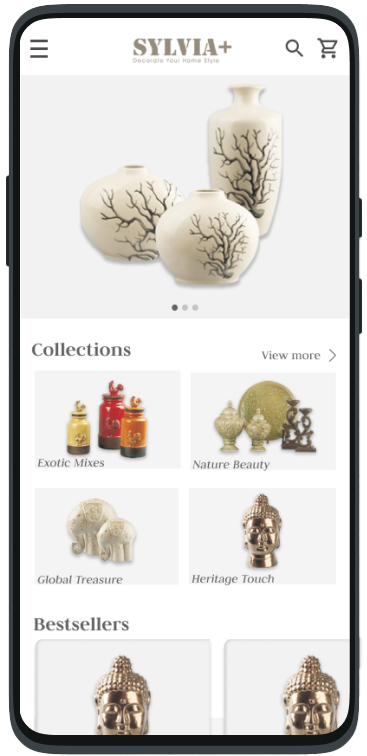 SYLVIA+
Decorate Your Home Style
Collections
View more
Exotic Mixes
Nature Beauty
Global Treasure
Heritage Touch
Bestsellers